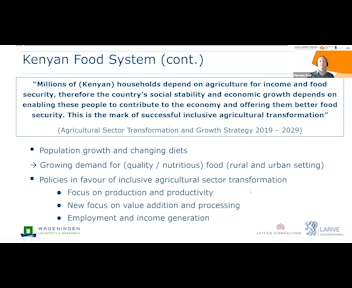 Kenyan Food System (cont.)
“Millions of (Kenyan) households depend on agriculture for income and food
security, therefore the country's social stability and economic growth depends on
enabling these people to contribute to the economy and offering them better food
security. This is the mark of successful inclusive agricultural transformation”
(Agricultural Sector Transformation and Growth Strategy 2019 – 2029)
▪ Population growth and changing diets
→ Growing demand for (quality / nutritious) food (rural and urban setting)
▪ Policies in favour of inclusive agricultural sector transformation
● Focus on production and productivity
● New focus on value addition and processing
● Employment and income generation
WAGENINGEN
UNIVERSITY & RESEARCH
LATTICE CONSULTING
LARIVE
INTERNATIONAL